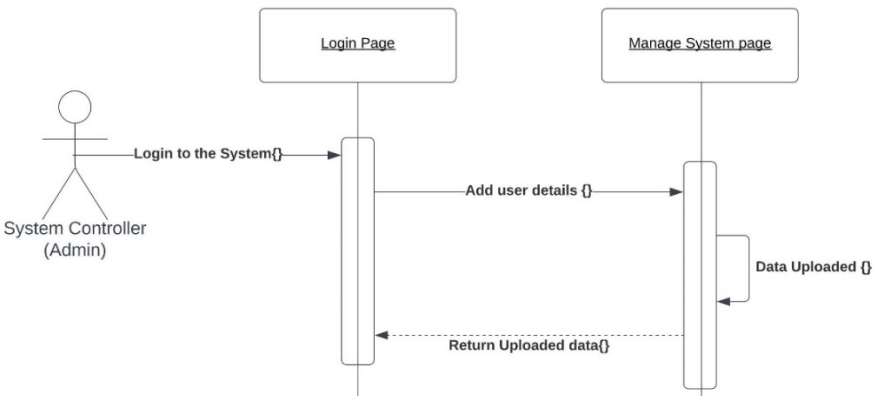 Login Page
Manage System page
Login to the System{}
Add user details {}
System Controller
(Admin)
Data Uploaded {}
Return Uploaded data{}